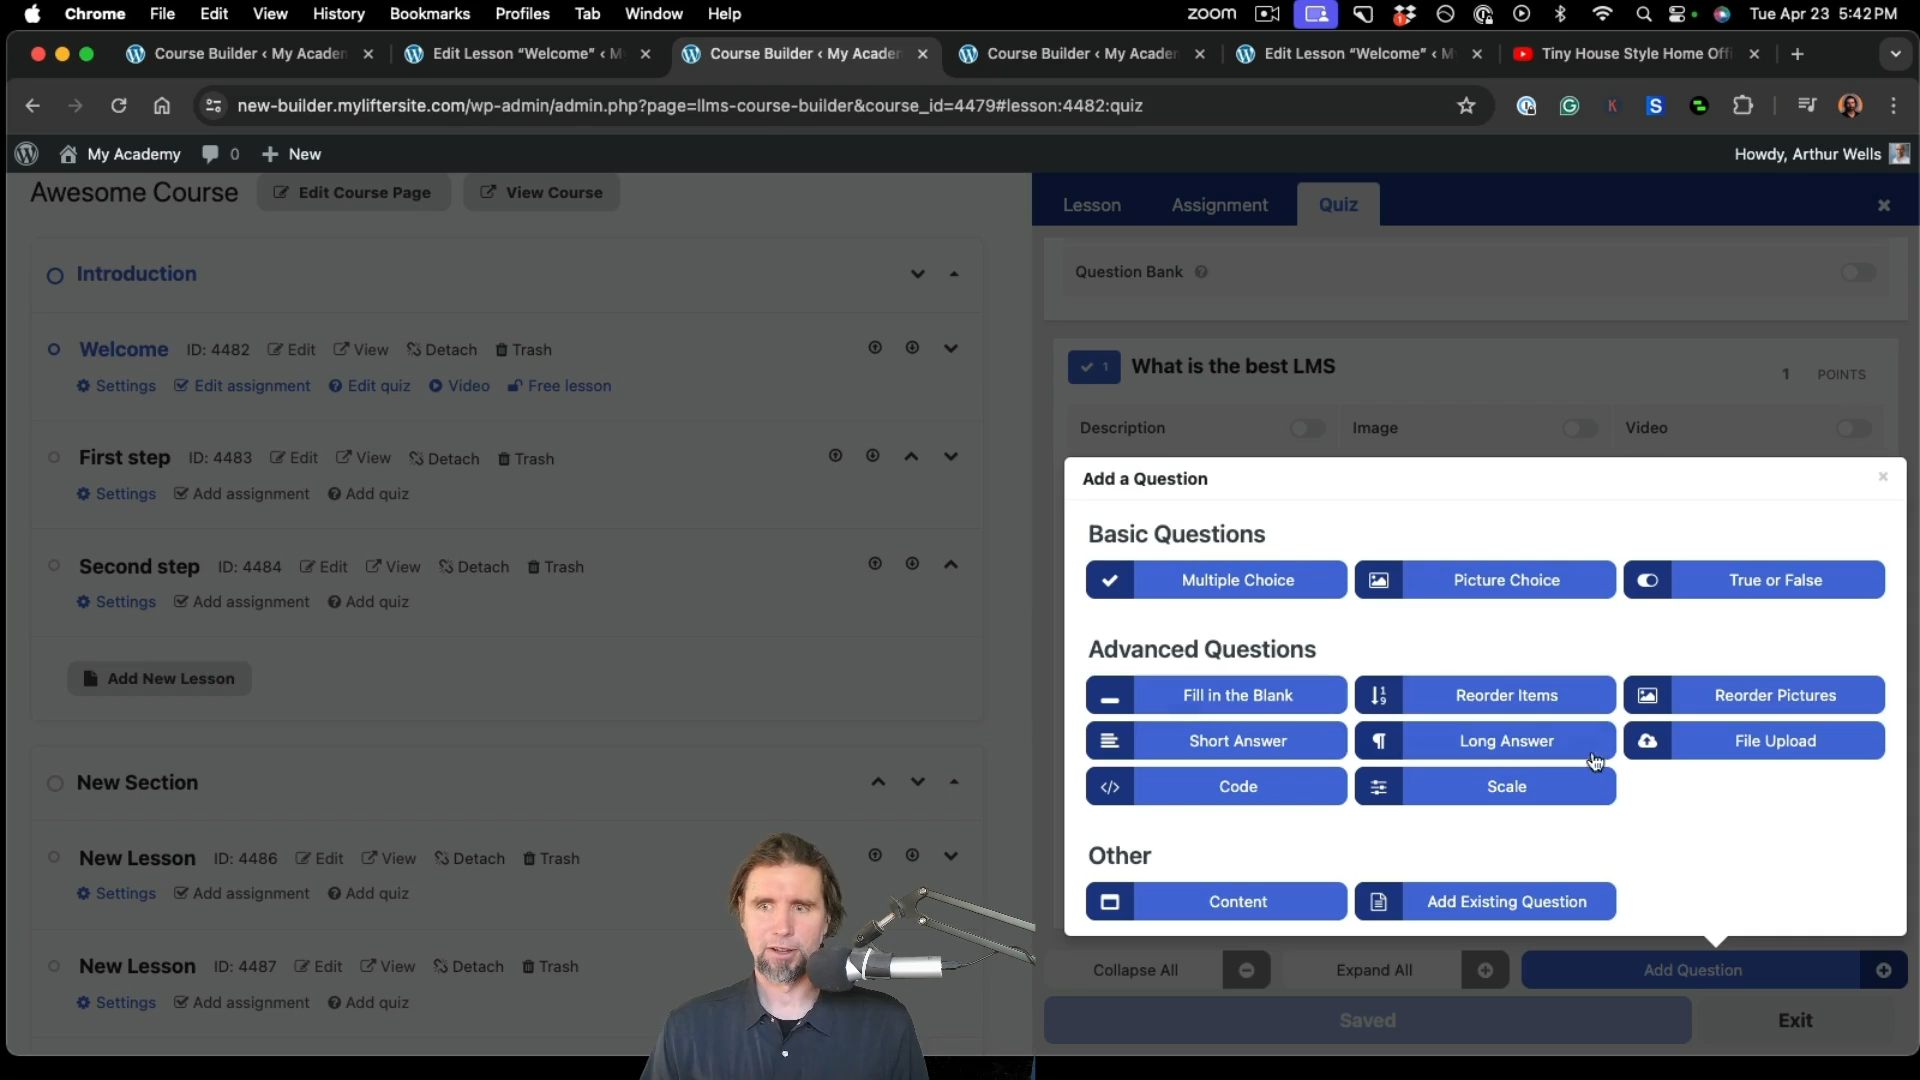 Chrome File Edit View History Bookmarks Profiles Tab Window Help zoom 1 Tue Apr 23 5:42 PM
Course Builder ‹ My Academ Edit Lesson “Welcome” ‹ M Course Builder ‹ My Academ Course Builder ‹ My Academ Edit Lesson “Welcome” ‹ M Tiny House Style Home Offi
new-builder.myliftersite.com/wp-admin/admin.php?page=llms-course-builder&course_id=4479#lesson:4482:quiz
My Academy 0 New Howdy, Arthur Wells
Awesome Course Edit Course Page View Course
Introduction
Welcome ID: 4482 Edit View Detach Trash
Settings Edit assignment Edit quiz Video Free lesson
First step ID: 4483 Edit View Detach Trash
Settings Add assignment Add quiz
Second step ID: 4484 Edit View Detach Trash
Settings Add assignment Add quiz
Add New Lesson
New Section
New Lesson ID: 4486 Edit View Detach Trash
Settings Add assignment Add quiz
New Lesson ID: 4487 Edit View Detach Trash
Settings Add assignment Add quiz
Lesson Assignment Quiz
Question Bank
1 What is the best LMS 1 POINTS
Description Image Video
Add a Question
Basic Questions
Multiple Choice Picture Choice True or False
Advanced Questions
Fill in the Blank Reorder Items Reorder Pictures
Short Answer Long Answer File Upload
Code Scale
Other
Content Add Existing Question
Collapse All Expand All Add Question
Saved Exit